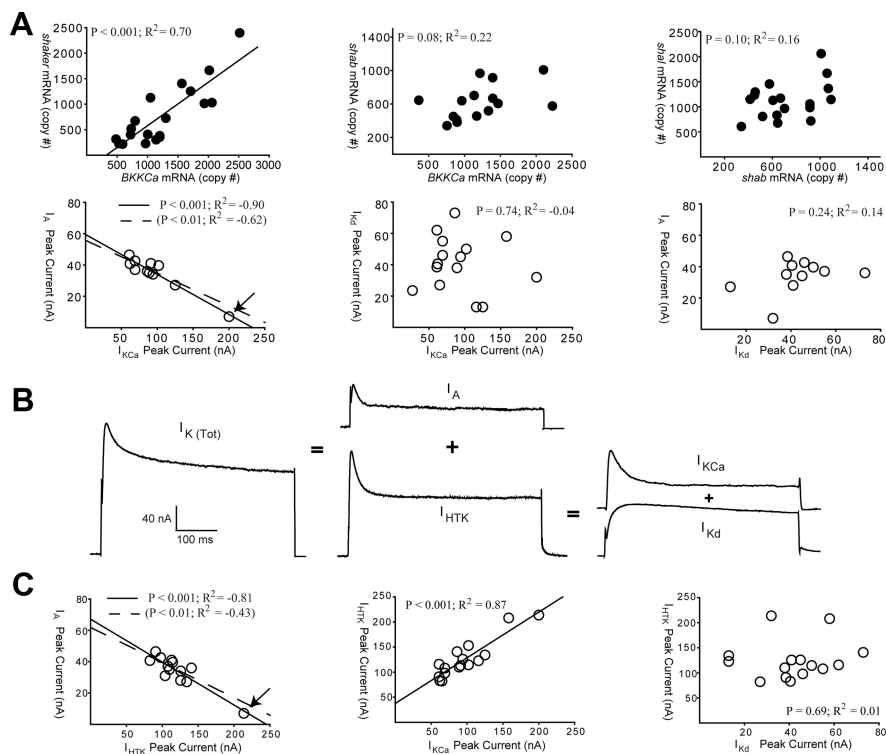 A
P < 0.001; R2 = 0.70
shaker mRNA (copy #)
2500
2000
1500
1000
500
500 1000 1500 2000 2500 3000
BKKCa mRNA (copy #)
P = 0.08; R2 = 0.22
shab mRNA (copy #)
1400
1000
600
200
0 500 1000 1500 2000 2500
BKKCa mRNA (copy #)
P = 0.10; R2 = 0.16
shal mRNA (copy #)
2500
2000
1500
1000
500
200 600 1000 1400
shab mRNA (copy #)
P < 0.001; R2 = -0.90
(P < 0.01; R2 = -0.62)
IA Peak Current (nA)
80
60
40
20
0 50 100 150 200 250
IKCa Peak Current (nA)
P = 0.74; R2 = -0.04
IKd Peak Current (nA)
80
60
40
20
0 50 100 150 200 250
IKCa Peak Current (nA)
P = 0.24; R2 = 0.14
IA Peak Current (nA)
80
60
40
20
0 20 40 60 80
IKd Peak Current (nA)
B
IK (Tot)
=
IA
+
IHTK
=
IKCa
+
IKd
40 nA
100 ms
C
P < 0.001; R2 = -0.81
(P < 0.01; R2 = -0.43)
IA Peak Current (nA)
80
60
40
20
0 50 100 150 200 250
IHTK Peak Current (nA)
P < 0.001; R2 = 0.87
IHTK Peak Current (nA)
250
200
150
100
50
0 50 100 150 200 250
IKCa Peak Current (nA)
P = 0.69; R2 = 0.01
IHTK Peak Current (nA)
250
200
150
100
50
0 20 40 60 80
IKd Peak Current (nA)